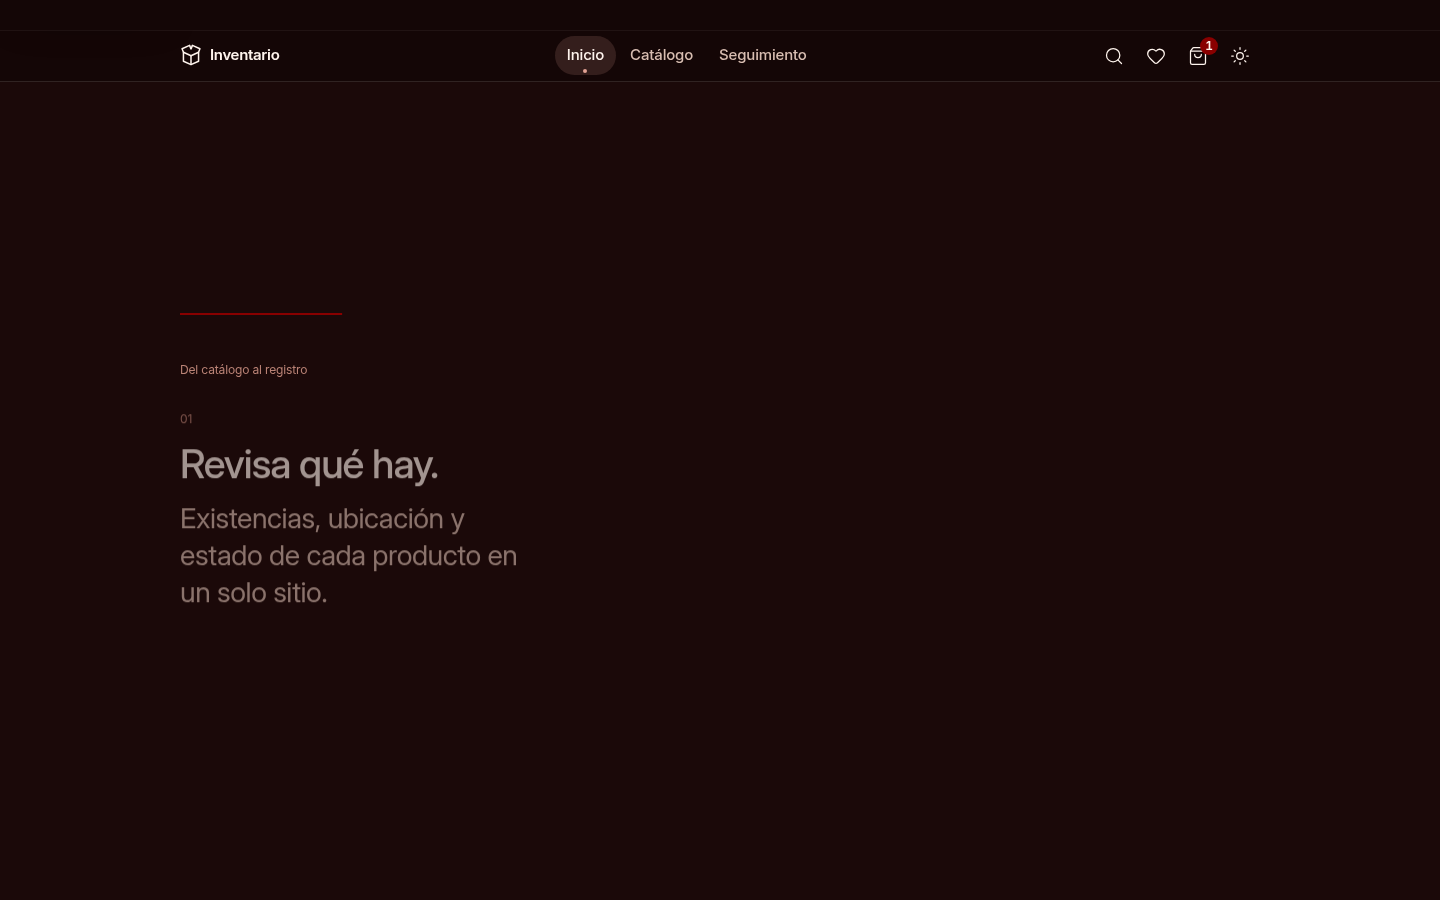 Inventario
Inicio
Catálogo
Seguimiento
1
Del catálogo al registro
01
Revisa qué hay.
Existencias, ubicación y
estado de cada producto en
un solo sitio.